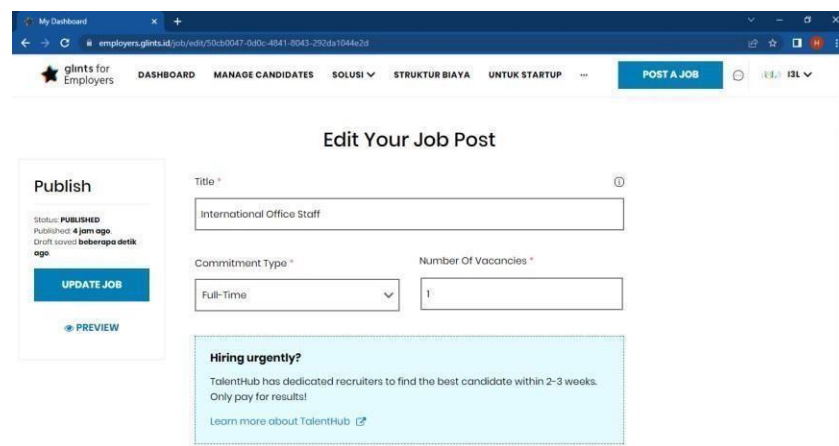 My Dashboard
employers.glints.id/job/edit/50cb0047-0d0c-4841-8043-292da1044e2d
glints for
Employers
DASHBOARD MANAGE CANDIDATES SOLUSI STRUKTUR BIAYA UNTUK STARTUP ... POST A JOB I3L
Edit Your Job Post
Publish
Status: PUBLISHED
Published: 4 jam ago.
Draft saved beberapa detik
ago.
UPDATE JOB
PREVIEW
Title *
International Office Staff
Commitment Type * Number Of Vacancies *
Full-Time 1
Hiring urgently?
TalentHub has dedicated recruiters to find the best candidate within 2-3 weeks.
Only pay for results!
Learn more about TalentHub